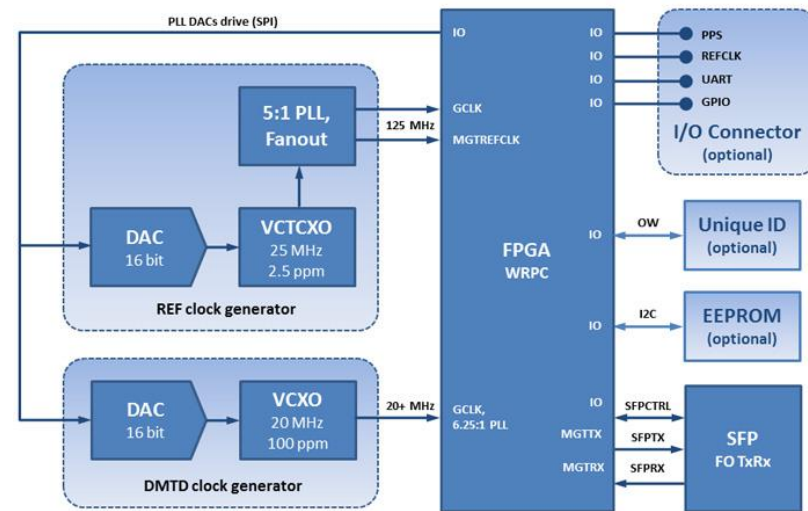 PLL DACs drive (SPI)
5:1 PLL,
Fanout
125 MHz
DAC
16 bit
VCTCXO
25 MHz
2.5 ppm
REF clock generator
DAC
16 bit
VCXO
20 MHz
100 ppm
DMTD clock generator
20+ MHz
IO
GCLK
MGTREFCLK
FPGA
WRPC
GCLK,
6.25:1 PLL
IO
IO
IO
IO
IO
IO
IO
MGTTX
MGTRX
PPS
REFCLK
UART
GPIO
I/O Connector
(optional)
OW
Unique ID
(optional)
I2C
EEPROM
(optional)
SFPCTRL
SFPTX
SFPRX
SFP
FO TxRx